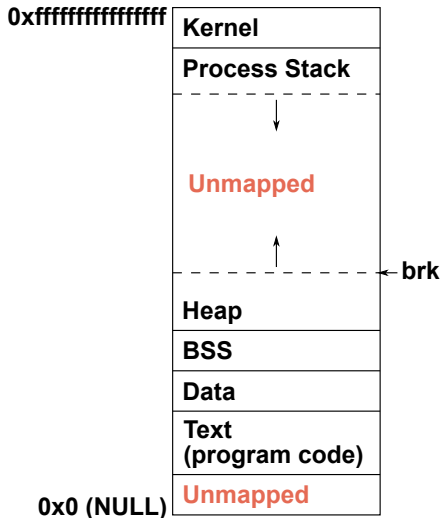 0xffffffffffffffff
Kernel
Process Stack
Unmapped
brk
Heap
BSS
Data
Text
(program code)
Unmapped
0x0 (NULL)